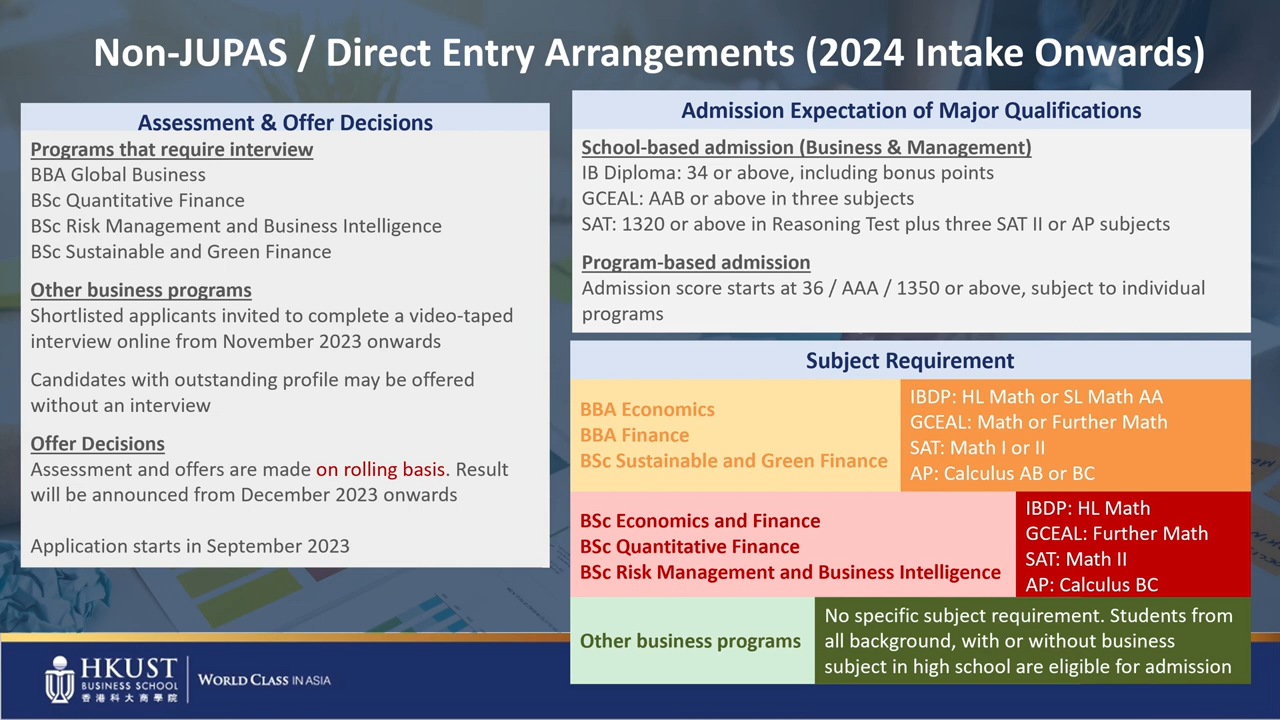 Non-JUPAS / Direct Entry Arrangements (2024 Intake Onwards)
Assessment & Offer Decisions
Programs that require interview
BBA Global Business
BSc Quantitative Finance
BSc Risk Management and Business Intelligence
BSc Sustainable and Green Finance
Other business programs
Shortlisted applicants invited to complete a video-taped
interview online from November 2023 onwards
Candidates with outstanding profile may be offered
without an interview
Offer Decisions
Assessment and offers are made on rolling basis. Result
will be announced from December 2023 onwards
Application starts in September 2023
Admission Expectation of Major Qualifications
School-based admission (Business & Management)
IB Diploma: 34 or above, including bonus points
GCEAL: AAB or above in three subjects
SAT: 1320 or above in Reasoning Test plus three SAT II or AP subjects
Program-based admission
Admission score starts at 36 / AAA / 1350 or above, subject to individual
programs
Subject Requirement
BBA Economics
BBA Finance
BSc Sustainable and Green Finance
IBDP: HL Math or SL Math AA
GCEAL: Math or Further Math
SAT: Math I or II
AP: Calculus AB or BC
BSc Economics and Finance
BSc Quantitative Finance
BSc Risk Management and Business Intelligence
IBDP: HL Math
GCEAL: Further Math
SAT: Math II
AP: Calculus BC
Other business programs
No specific subject requirement. Students from
all background, with or without business
subject in high school are eligible for admission
HKUST
BUSINESS SCHOOL
香港科大商學院
WORLD CLASS IN ASIA